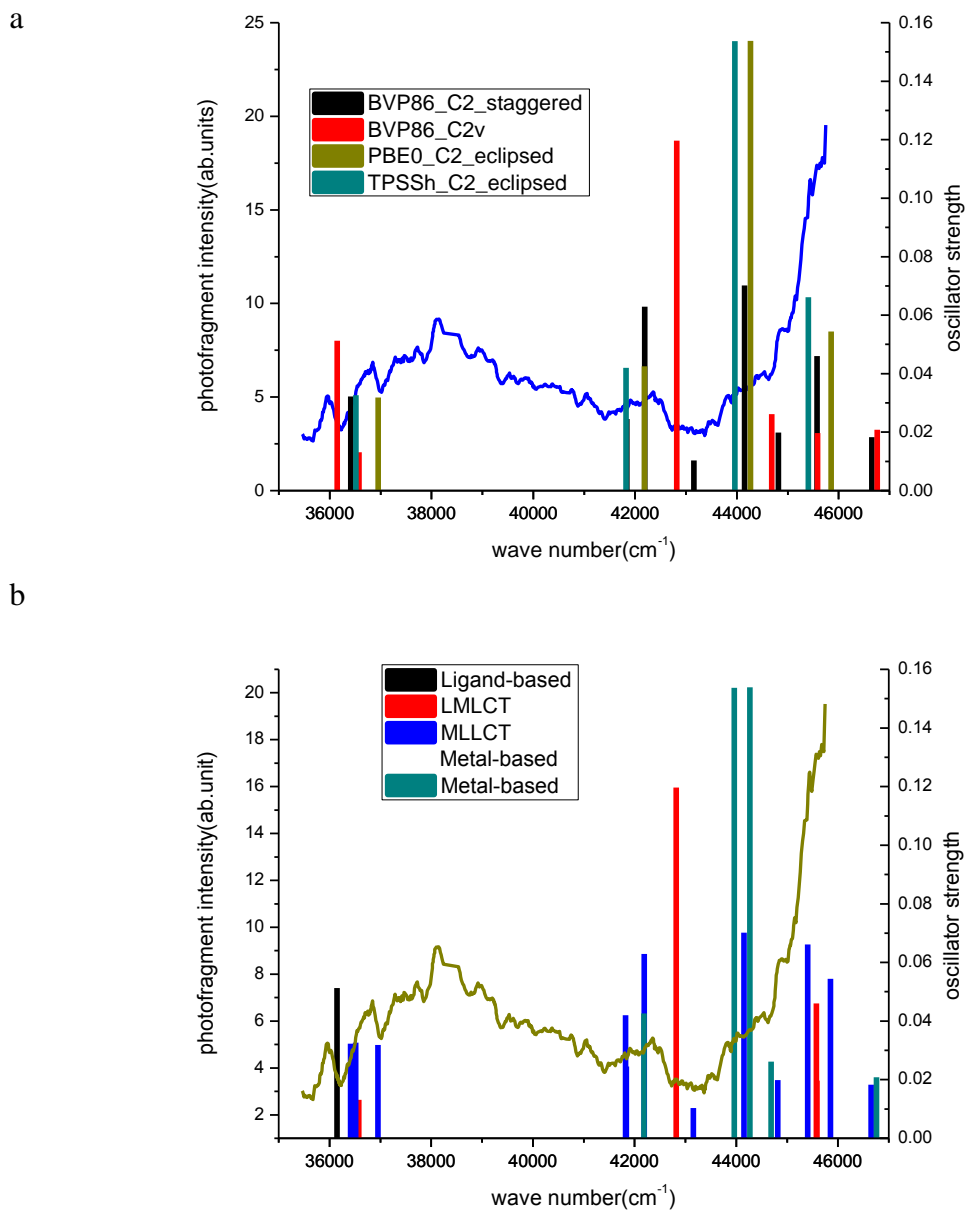 a
25
20
15
10
5
0
photofragment intensity(ab.units)
BVP86_C2_staggered
BVP86_C2v
PBE0_C2_eclipsed
TPSSh_C2_eclipsed
0.16
0.14
0.12
0.10
0.08
0.06
0.04
0.02
0.00
oscillator strength
36000 38000 40000 42000 44000 46000
wave number(cm⁻¹)
b
20
18
16
14
12
10
8
6
4
2
photofragment intensity(ab.unit)
Ligand-based
LMLCT
MLLCT
Metal-based
Metal-based
0.16
0.14
0.12
0.10
0.08
0.06
0.04
0.02
0.00
oscillator strength
36000 38000 40000 42000 44000 46000
wave number(cm⁻¹)